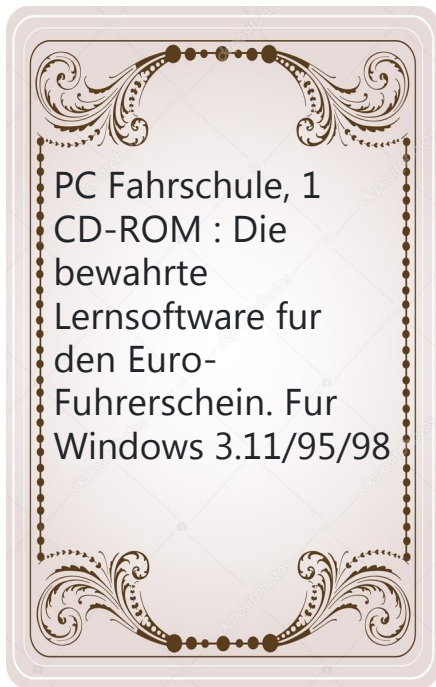 PC Fahrschule, 1
CD-ROM : Die
bewahrte
Lernsoftware fur
den Euro-
Fuhrerschein. Fur
Windows 3.11/95/98